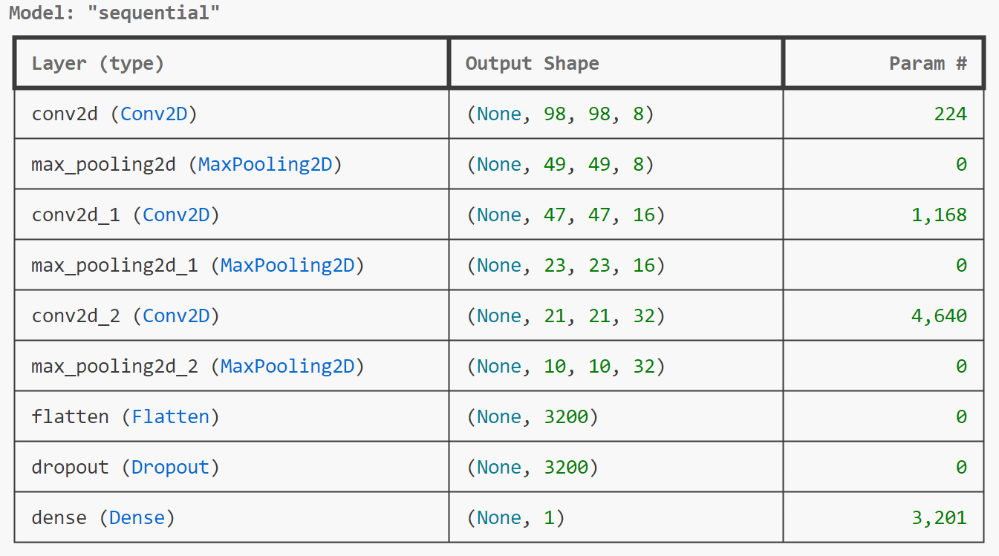 Model: "sequential"
Layer (type) Output Shape Param #
conv2d (Conv2D) (None, 98, 98, 8) 224
max_pooling2d (MaxPooling2D) (None, 49, 49, 8) 0
conv2d_1 (Conv2D) (None, 47, 47, 16) 1,168
max_pooling2d_1 (MaxPooling2D) (None, 23, 23, 16) 0
conv2d_2 (Conv2D) (None, 21, 21, 32) 4,640
max_pooling2d_2 (MaxPooling2D) (None, 10, 10, 32) 0
flatten (Flatten) (None, 3200) 0
dropout (Dropout) (None, 3200) 0
dense (Dense) (None, 1) 3,201